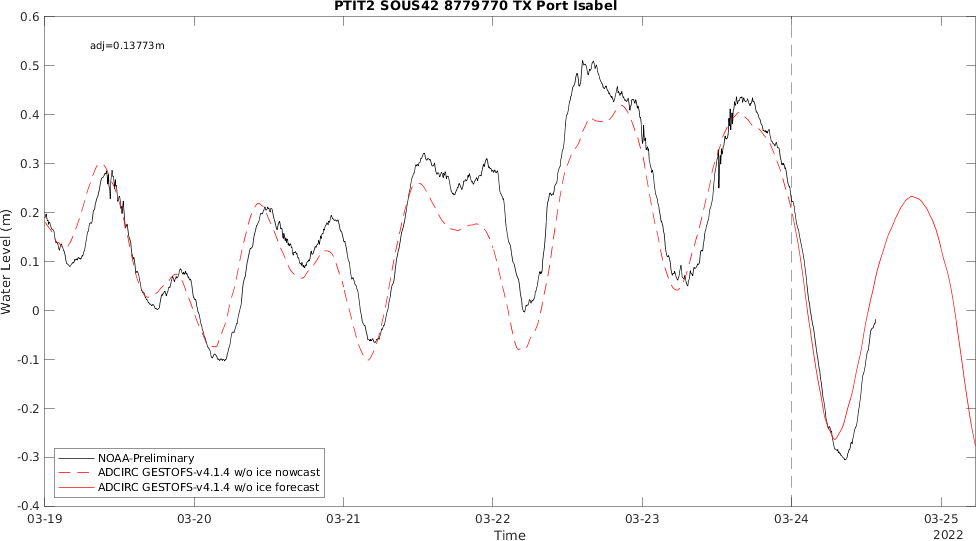 PTIT2 SOUS42 8779770 TX Port Isabel
adj=0.13773m
Water Level (m)
0.6
0.5
0.4
0.3
0.2
0.1
0
-0.1
-0.2
-0.3
-0.4
NOAA-Preliminary
ADCIRC GESTOFS-v4.1.4 w/o ice nowcast
ADCIRC GESTOFS-v4.1.4 w/o ice forecast
03-19 03-20 03-21 03-22 03-23 03-24 03-25
Time
2022